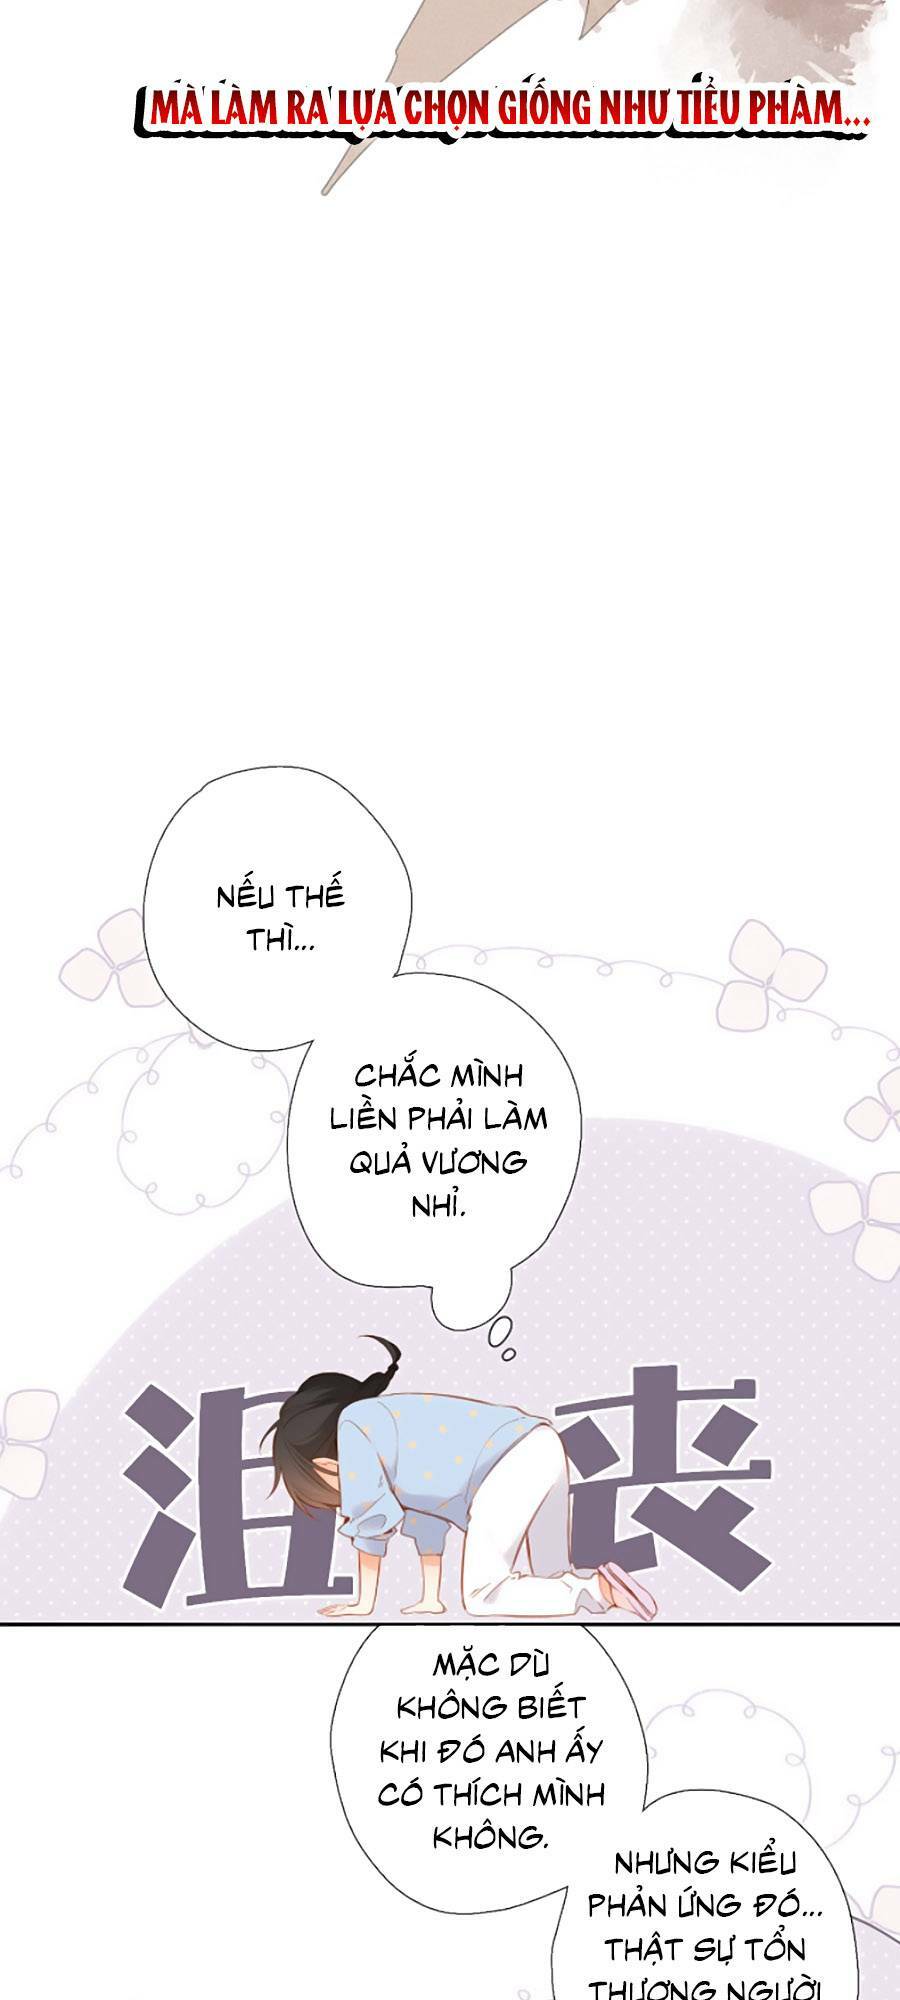 MÀ LÀM RA LỰA CHỌN GIỐNG NHƯ TIỂU PHÀM...
NẾU THẾ
THÌ...
CHẮC MÌNH
LIỀN PHẢI LÀM
QUẢ VƯƠNG
NHỈ.
沮丧
MẶC DÙ
KHÔNG BIẾT
KHI ĐÓ ANH ẤY
CÓ THÍCH MÌNH
KHÔNG.
NHƯNG KIỂU
PHẢN ỨNG ĐÓ...
THẬT SỰ TỔN
THƯƠNG NGƯỜI